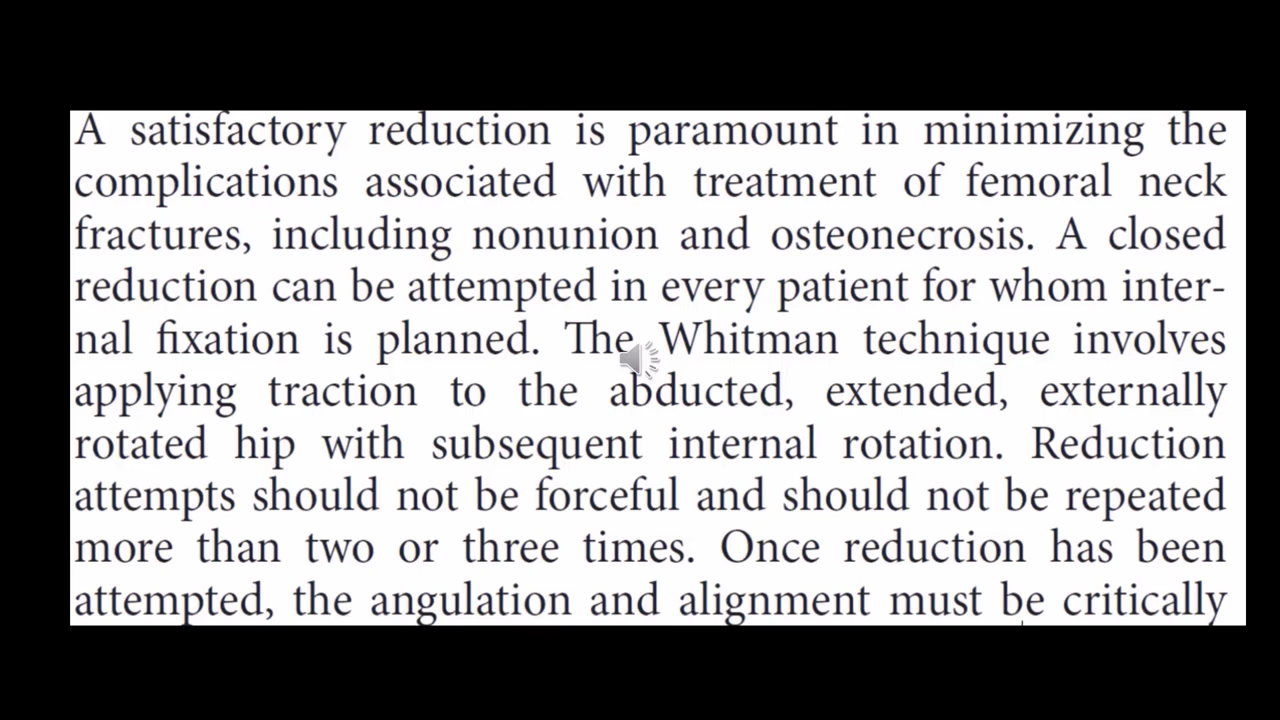 A satisfactory reduction is paramount in minimizing the
complications associated with treatment of femoral neck
fractures, including nonunion and osteonecrosis. A closed
reduction can be attempted in every patient for whom inter-
nal fixation is planned. The Whitman technique involves
applying traction to the abducted, extended, externally
rotated hip with subsequent internal rotation. Reduction
attempts should not be forceful and should not be repeated
more than two or three times. Once reduction has been
attempted, the angulation and alignment must be critically